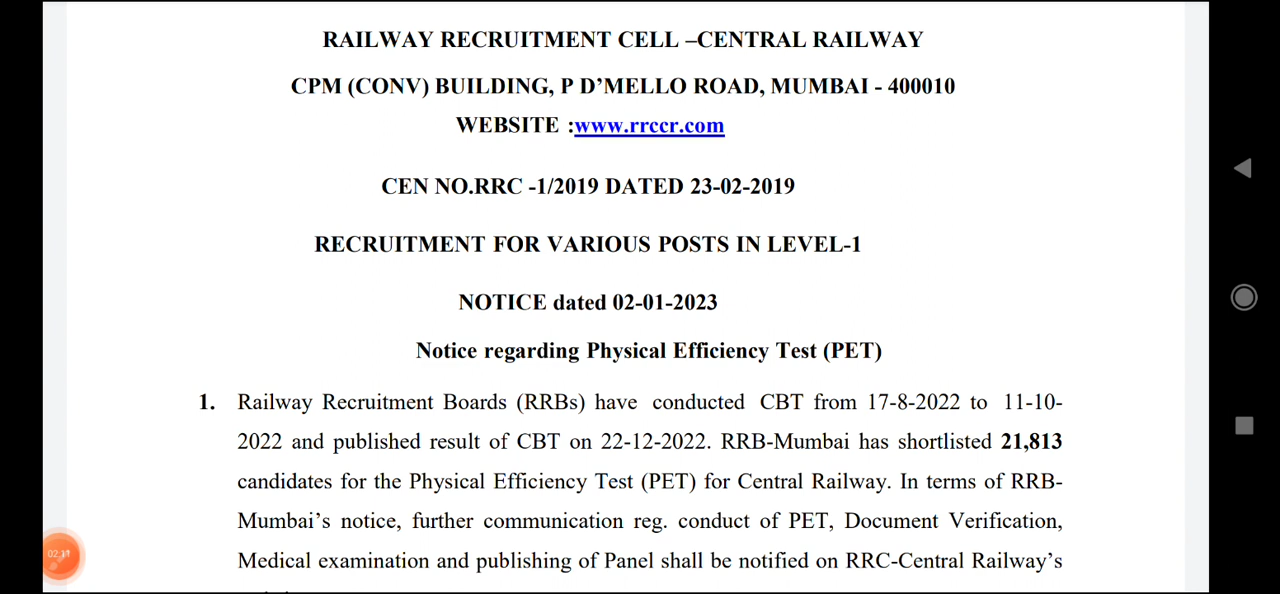 RAILWAY RECRUITMENT CELL –CENTRAL RAILWAY
CPM (CONV) BUILDING, P D’MELLO ROAD, MUMBAI - 400010
WEBSITE :www.rrccr.com
CEN NO.RRC -1/2019 DATED 23-02-2019
RECRUITMENT FOR VARIOUS POSTS IN LEVEL-1
NOTICE dated 02-01-2023
Notice regarding Physical Efficiency Test (PET)
1. Railway Recruitment Boards (RRBs) have conducted CBT from 17-8-2022 to 11-10-
2022 and published result of CBT on 22-12-2022. RRB-Mumbai has shortlisted 21,813
candidates for the Physical Efficiency Test (PET) for Central Railway. In terms of RRB-
Mumbai’s notice, further communication reg. conduct of PET, Document Verification,
Medical examination and publishing of Panel shall be notified on RRC-Central Railway’s